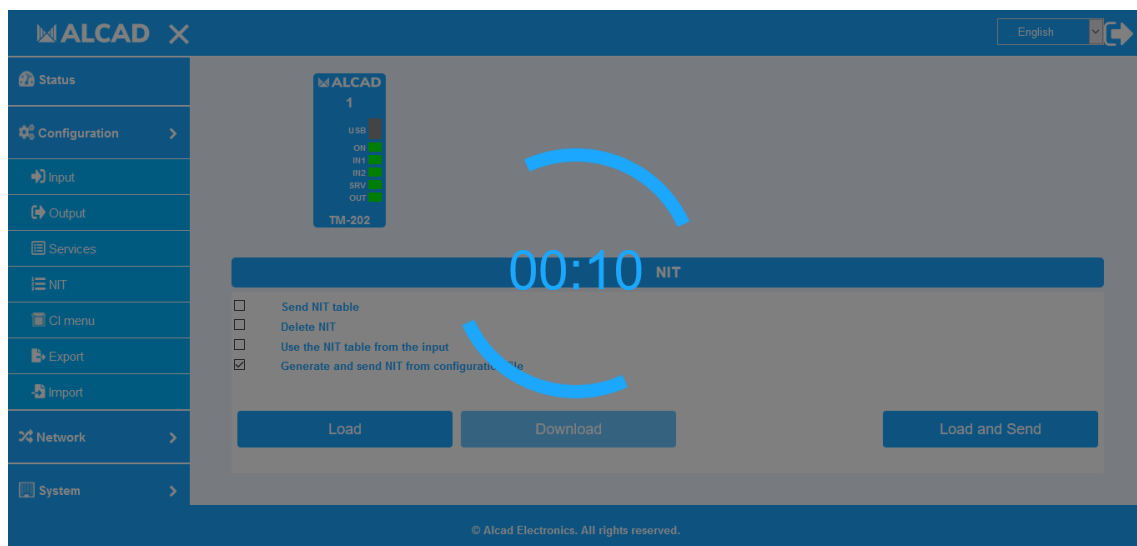 ALCAD
English
Status
Configuration
Input
Output
Services
NIT
CI menu
Export
Import
Network
System
ALCAD
1
USB
ON
IN1
IN2
SRV
OUT
TM-202
00:10
NIT
Send NIT table
Delete NIT
Use the NIT table from the input
Generate and send NIT from configuration file
Load
Download
Load and Send
© Alcad Electronics. All rights reserved.